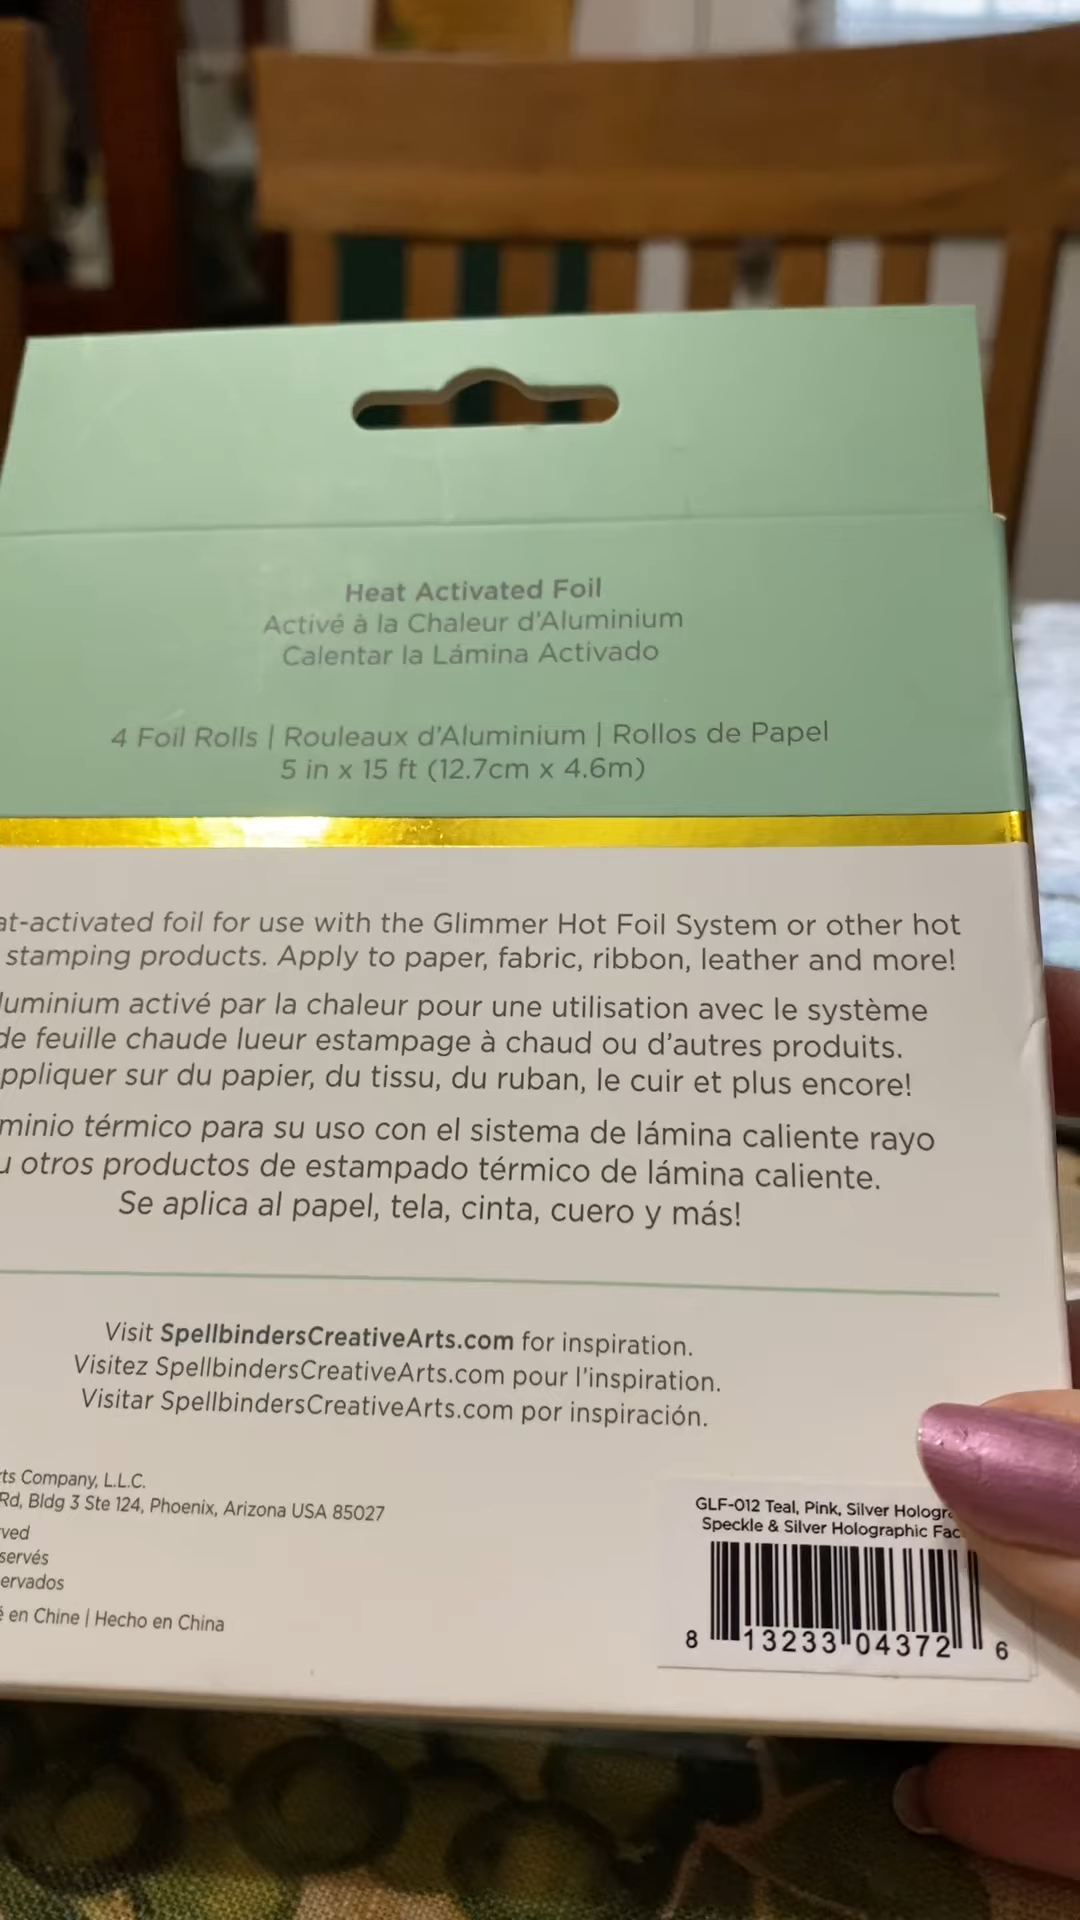 Heat Activated Foil
Activé à la Chaleur d'Aluminium
Calentar la Lámina Activado
4 Foil Rolls | Rouleaux d'Aluminium | Rollos de Papel
5 in x 15 ft (12.7cm x 4.6m)
at-activated foil for use with the Glimmer Hot Foil System or other hot
stamping products. Apply to paper, fabric, ribbon, leather and more!
luminium activé par la chaleur pour une utilisation avec le système
de feuille chaude lueur estampage à chaud ou d'autres produits.
ppliquer sur du papier, du tissu, du ruban, le cuir et plus encore!
minio térmico para su uso con el sistema de lámina caliente rayo
u otros productos de estampado térmico de lámina caliente.
Se aplica al papel, tela, cinta, cuero y más!
Visit SpellbindersCreativeArts.com for inspiration.
Visitez SpellbindersCreativeArts.com pour l'inspiration.
Visitar SpellbindersCreativeArts.com por inspiración.
ts Company, L.L.C.
Rd, Bldg 3 Ste 124, Phoenix, Arizona USA 85027
ved
servés
ervados
é en Chine | Hecho en China
GLF-012 Teal, Pink, Silver Hologra
Speckle & Silver Holographic Fac
8 13233 04372 6